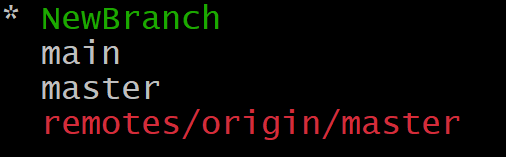 * NewBranch
main
master
remotes/origin/master